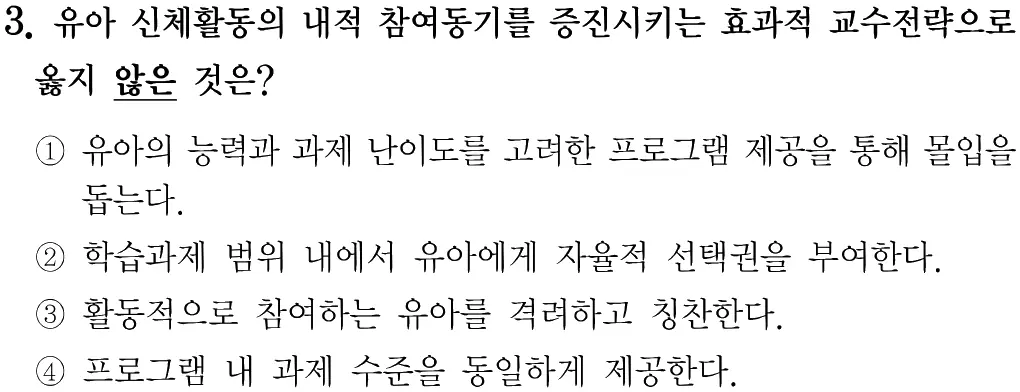 3. 유아 신체활동의 내적 참여동기를 증진시키는 효과적 교수전략으로
옳지 않은 것은?
① 유아의 능력과 과제 난이도를 고려한 프로그램 제공을 통해 몰입을
돕는다.
② 학습과제 범위 내에서 유아에게 자율적 선택권을 부여한다.
③ 활동적으로 참여하는 유아를 격려하고 칭찬한다.
④ 프로그램 내 과제 수준을 동일하게 제공한다.